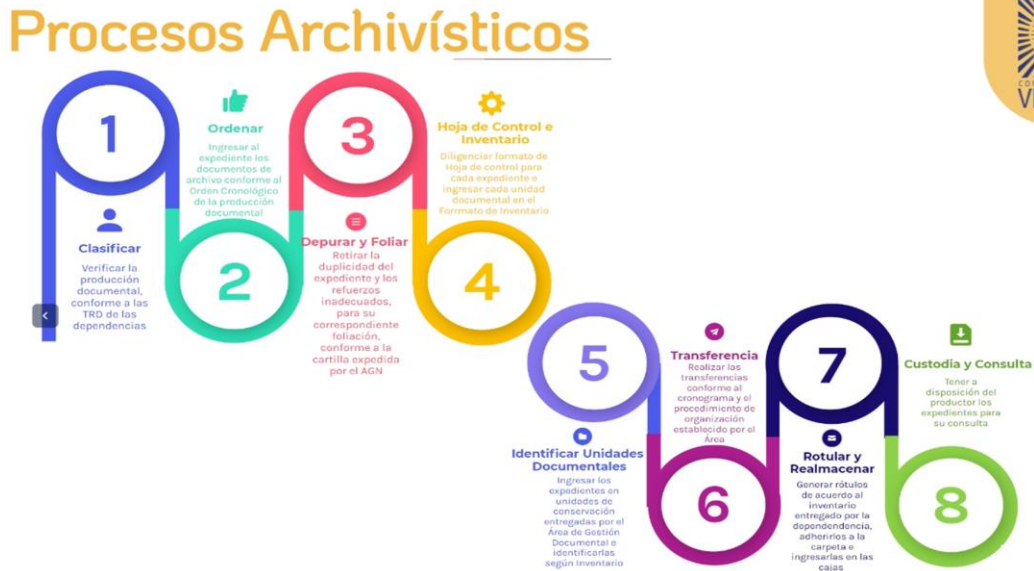 Procesos Archivísticos
1
Clasificar
Verificar la
producción
documental,
conforme a las
TRD de las
dependencias
Ordenar
Ingresar al
expediente los
documentos de
archivo conforme al
Orden Cronológico
de la producción
documental
2
3
Depurar y Foliar
Retirar la
duplicidad del
expediente y los
refuerzos
inadecuados,
para su
correspondiente
foliación,
conforme a la
cartilla expedida
por el AGN
Hoja de Control e
Inventario
Diligenciar formato de
Hoja de control para
cada expediente e
ingresar cada unidad
documental en el
Formmato de Inventario
4
5
Identificar Unidades
Documentales
Ingresar los
expedientes en
unidades de
conservación
entregadas por el
Área de Gestión
Documental e
identificarlas
según Inventario
Transferencia
Realizar las
transferencias
conforme al
cronograma y el
procedimiento de
organización
establecido por el
Área
6
7
Rotular y
Realmacenar
Generar rótulos
de acuerdo al
inventario
entregado por la
dependendencia,
adherirlos a la
carpeta e
ingresarlas en las
cajas
Custodia y Consulta
Tener a
disposición del
productor los
expedientes para
su consulta
8